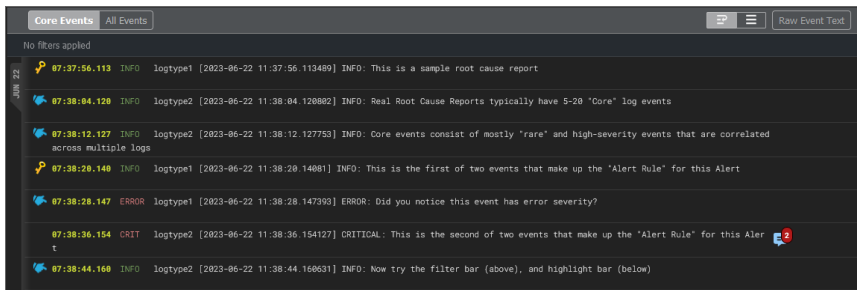 Core Events All Events Raw Event Text
No filters applied
JUN 22
07:37:56.113 INFO logtype1 [2023-06-22 11:37:56.113489] INFO: This is a sample root cause report
07:38:04.120 INFO logtype2 [2023-06-22 11:38:04.120802] INFO: Real Root Cause Reports typically have 5-20 "Core" log events
07:38:12.127 INFO logtype2 [2023-06-22 11:38:12.127753] INFO: Core events consist of mostly "rare" and high-severity events that are correlated
across multiple logs
07:38:20.140 INFO logtype1 [2023-06-22 11:38:20.14081] INFO: This is the first of two events that make up the "Alert Rule" for this Alert
07:38:28.147 ERROR logtype1 [2023-06-22 11:38:28.147393] ERROR: Did you notice this event has error severity?
07:38:36.154 CRIT logtype2 [2023-06-22 11:38:36.154127] CRITICAL: This is the second of two events that make up the "Alert Rule" for this Aler 2
t
07:38:44.160 INFO logtype2 [2023-06-22 11:38:44.160631] INFO: Now try the filter bar (above), and highlight bar (below)